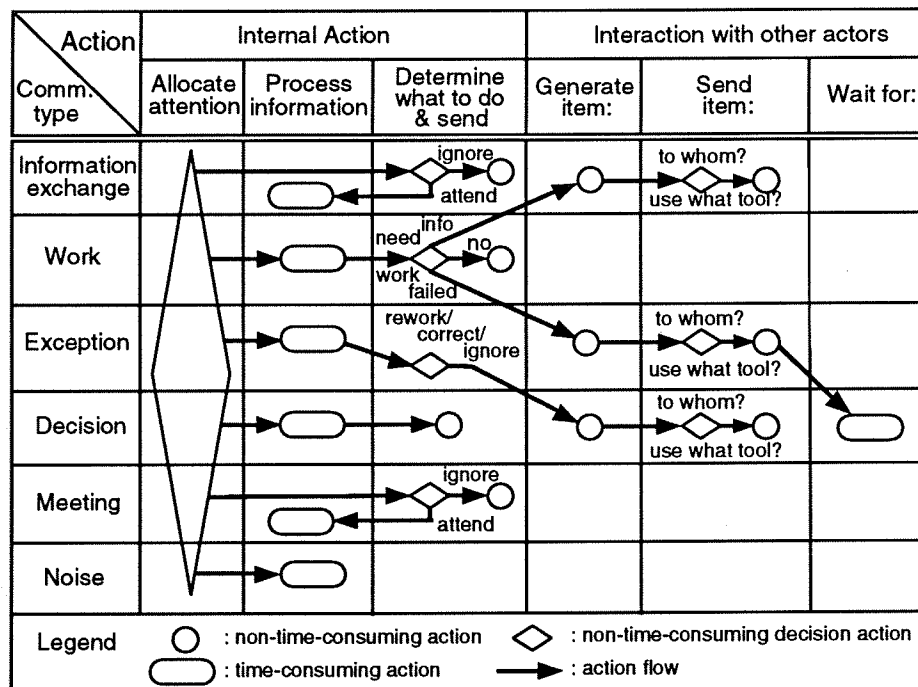 Action
Comm.
type
Internal Action
Interaction with other actors
Allocate
attention
Process
information
Determine
what to do
& send
Generate
item:
Send
item:
Wait for:
Information
exchange
ignore
attend
to whom?
use what tool?
Work
need info
no
work
failed
Exception
rework/
correct/
ignore
to whom?
use what tool?
Decision
to whom?
use what tool?
Meeting
ignore
attend
Noise
Legend
: non-time-consuming action
: non-time-consuming decision action
: time-consuming action
: action flow